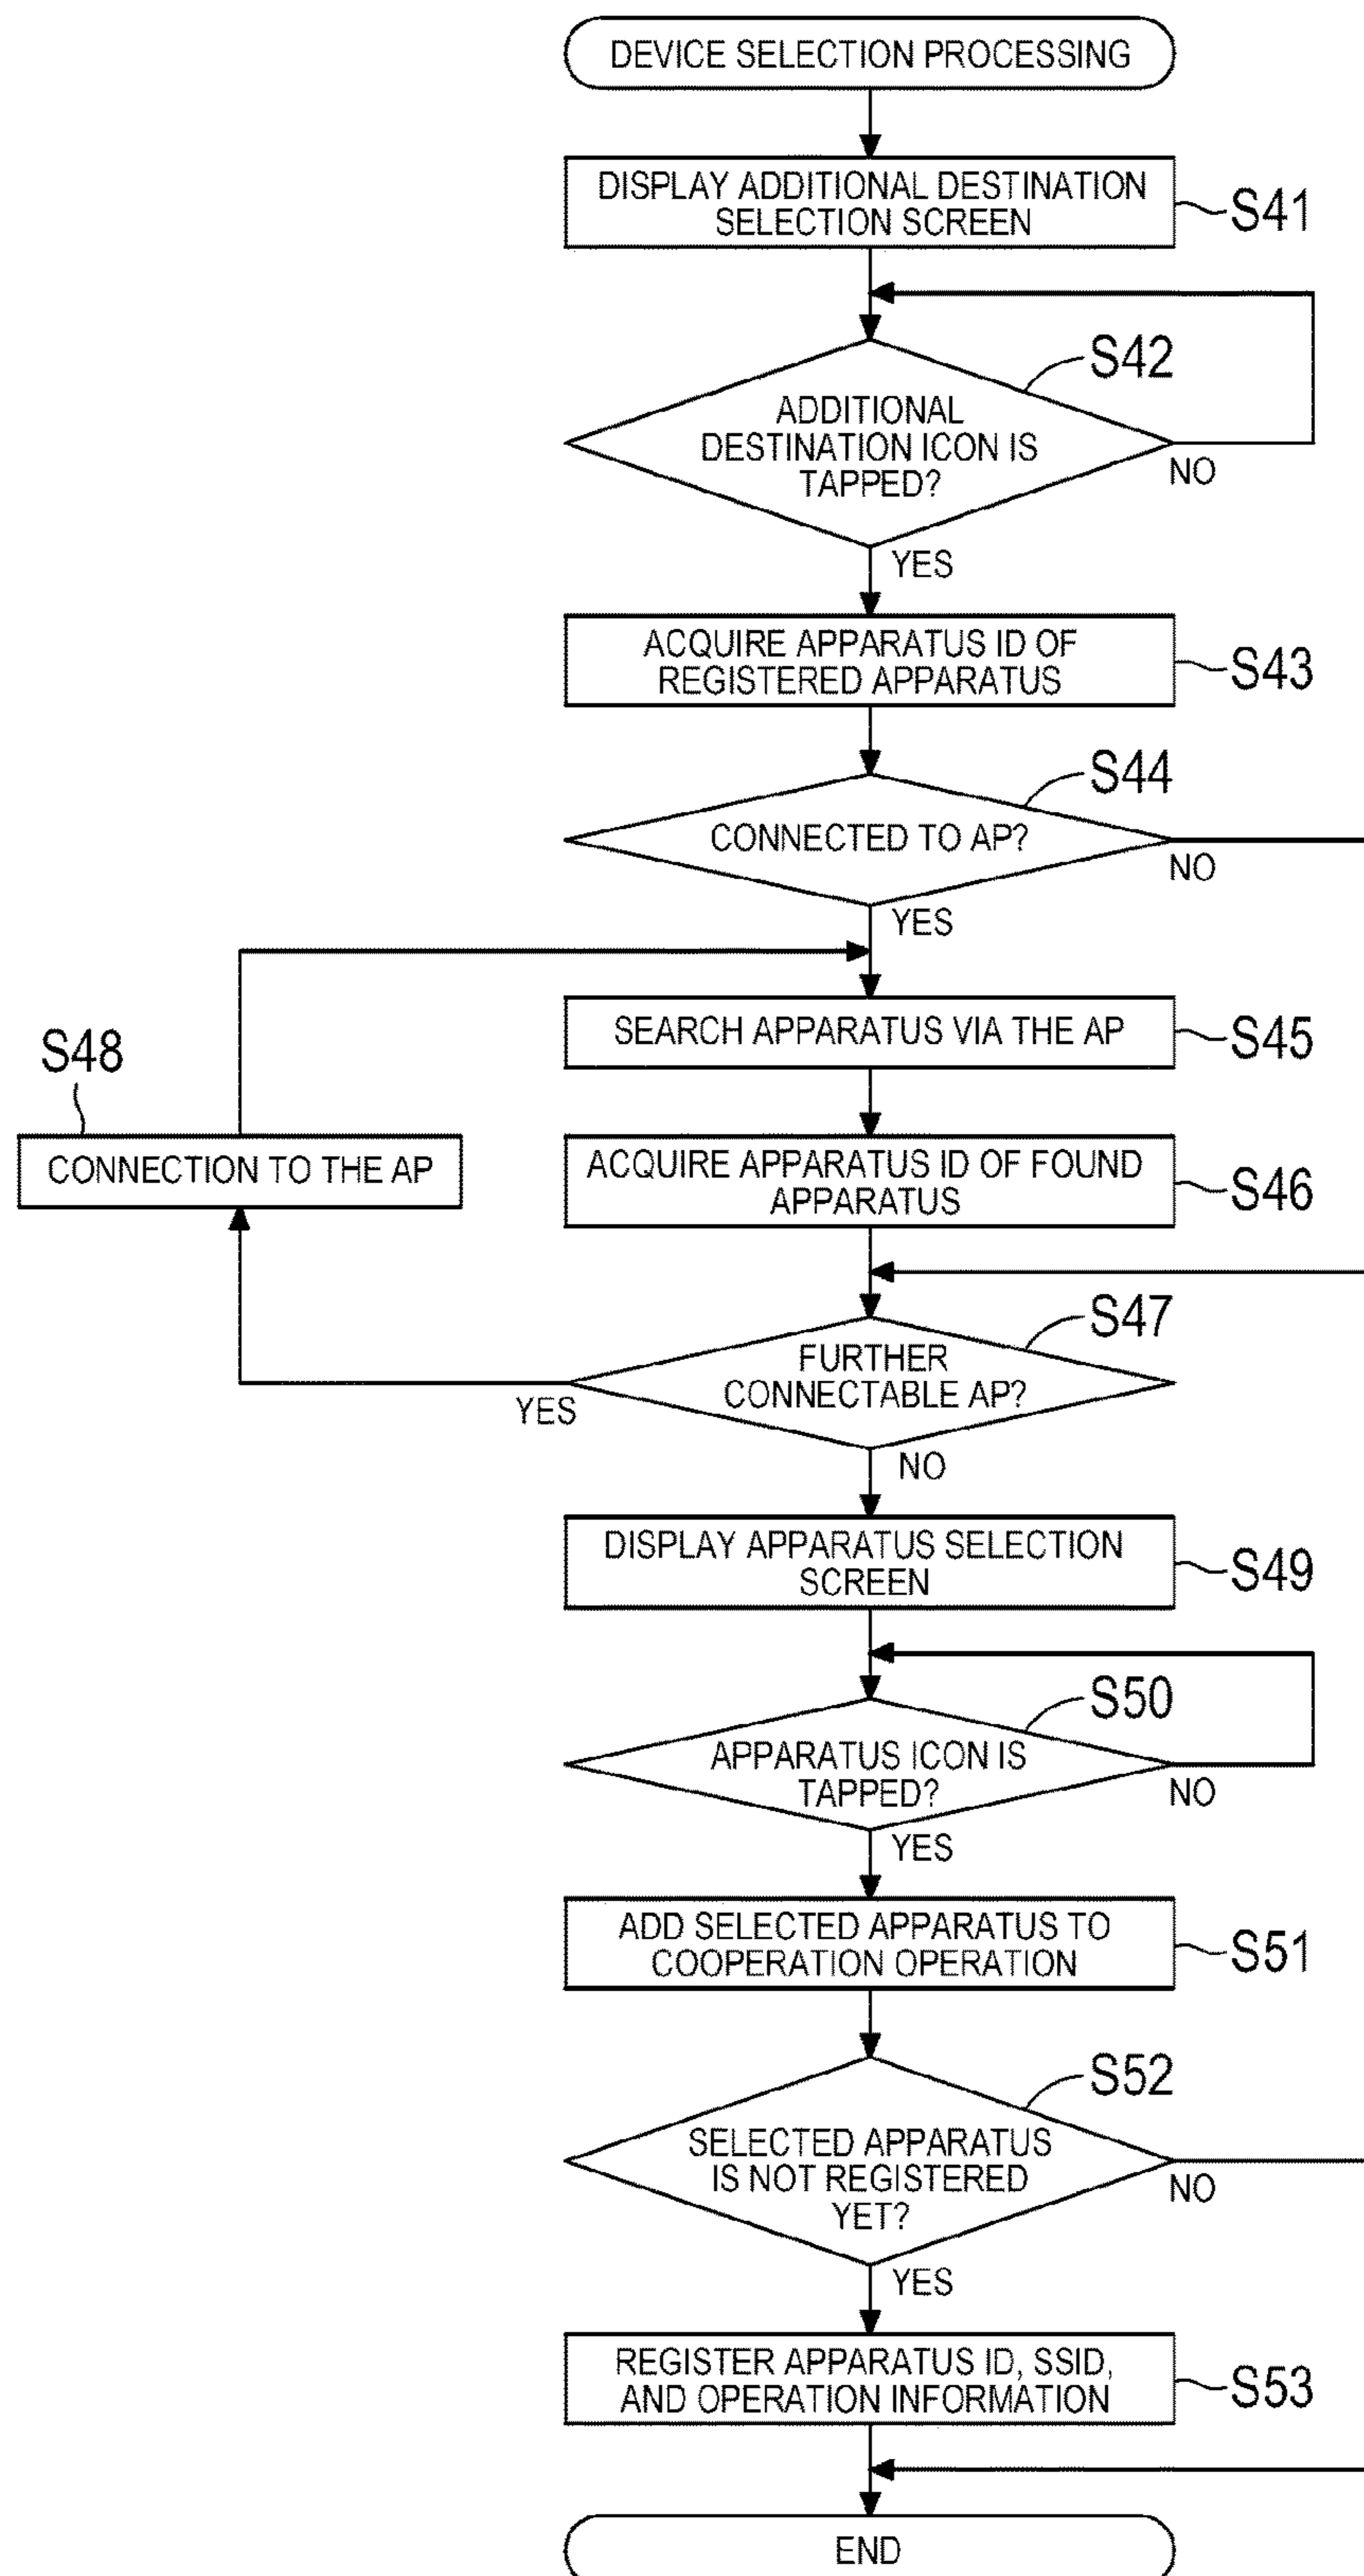 DEVICE SELECTION PROCESSING
DISPLAY ADDITIONAL DESTINATION
SELECTION SCREEN
S41
S42
ADDITIONAL
DESTINATION ICON IS
TAPPED?
NO
YES
ACQUIRE APPARATUS ID OF
REGISTERED APPARATUS
S43
S44
CONNECTED TO AP?
NO
YES
SEARCH APPARATUS VIA THE AP
S45
S48
CONNECTION TO THE AP
ACQUIRE APPARATUS ID OF FOUND
APPARATUS
S46
S47
FURTHER
CONNECTABLE AP?
YES
NO
DISPLAY APPARATUS SELECTION
SCREEN
S49
S50
APPARATUS ICON IS
TAPPED?
NO
YES
ADD SELECTED APPARATUS TO
COOPERATION OPERATION
S51
S52
SELECTED APPARATUS
IS NOT REGISTERED
YET?
NO
YES
REGISTER APPARATUS ID, SSID,
AND OPERATION INFORMATION
S53
END